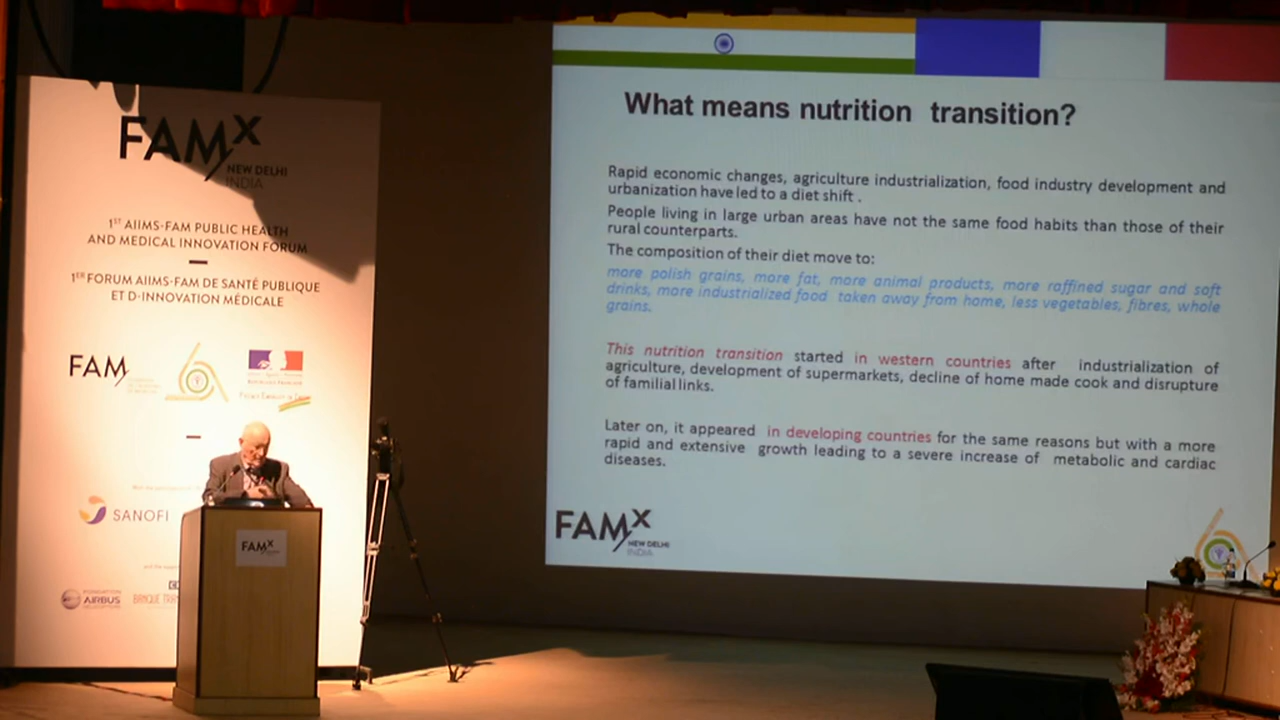 FAMx
NEW DELHI
INDIA
1ST AIIMS-FAM PUBLIC HEALTH
AND MEDICAL INNOVATION FORUM
1ER FORUM AIIMS-FAM DE SANTÉ PUBLIQUE
ET D-INNOVATION MÉDICALE
FAM
SANOFI
AIRBUS
FAMx
What means nutrition transition?
Rapid economic changes, agriculture industrialization, food industry development and
urbanization have led to a diet shift .
People living in large urban areas have not the same food habits than those of their
rural counterparts.
The composition of their diet move to:
more polish grains, more fat, more animal products, more raffined sugar and soft
drinks, more industrialized food taken away from home, less vegetables, fibres, whole
grains.
This nutrition transition started in western countries after industrialization of
agriculture, development of supermarkets, decline of home made cook and disrupture
of familial links.
Later on, it appeared in developing countries for the same reasons but with a more
rapid and extensive growth leading to a severe increase of metabolic and cardiac
diseases.
FAMx
NEW DELHI
INDIA